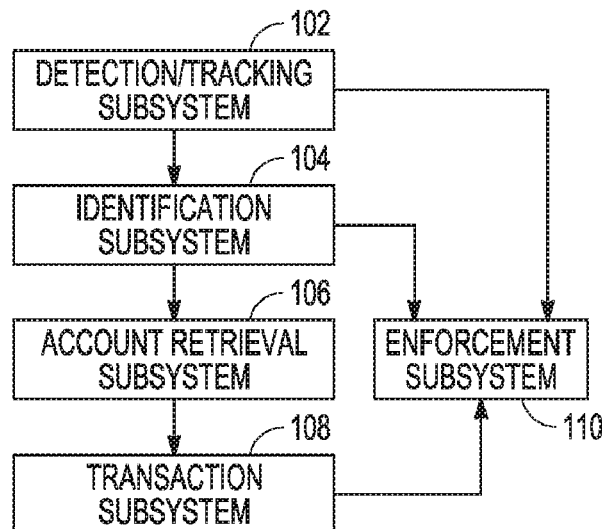 102
DETECTION/TRACKING
SUBSYSTEM
104
IDENTIFICATION
SUBSYSTEM
106
ACCOUNT RETRIEVAL
SUBSYSTEM
ENFORCEMENT
SUBSYSTEM
110
108
TRANSACTION
SUBSYSTEM